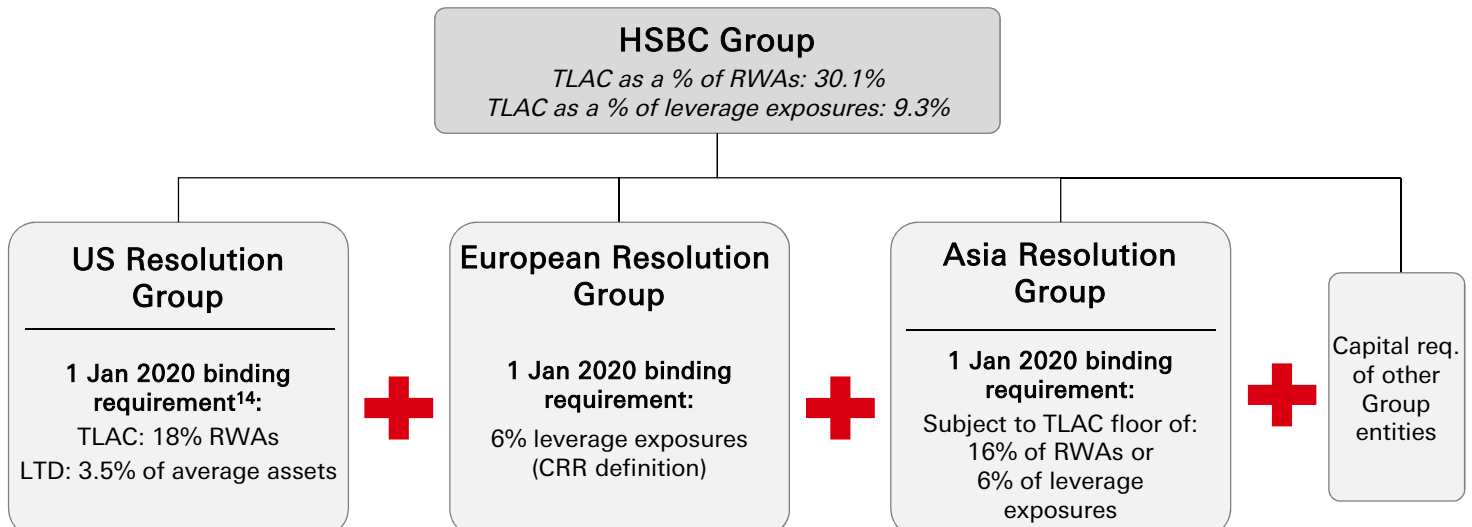 HSBC Group
TLAC as a % of RWAs: 30.1%
TLAC as a % of leverage exposures: 9.3%
US Resolution
Group
1 Jan 2020 binding
requirement¹⁴:
TLAC: 18% RWAs
LTD: 3.5% of average assets
European Resolution
Group
1 Jan 2020 binding
requirement:
6% leverage exposures
(CRR definition)
Asia Resolution
Group
1 Jan 2020 binding
requirement:
Subject to TLAC floor of:
16% of RWAs or
6% of leverage
exposures
Capital req.
of other
Group
entities